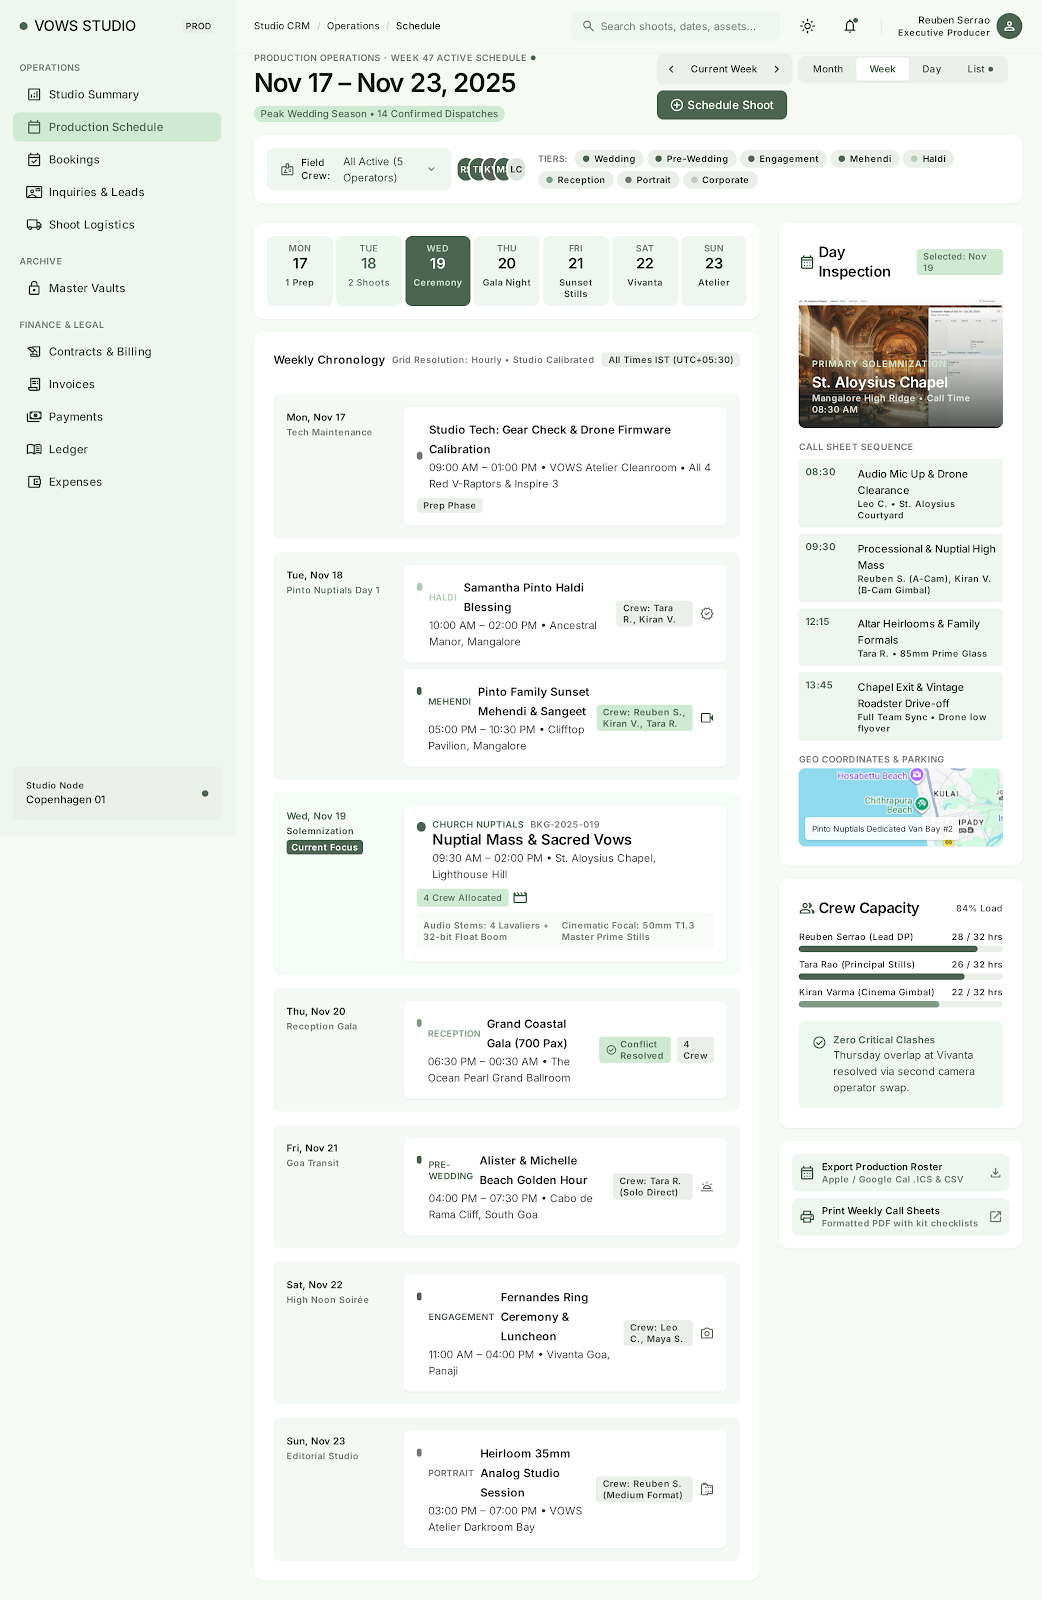 VOWS STUDIO
PROD
OPERATIONS
Studio Summary
Production Schedule
Bookings
Inquiries & Leads
Shoot Logistics
ARCHIVE
Master Vaults
FINANCE & LEGAL
Contracts & Billing
Invoices
Payments
Ledger
Expenses
Studio Node
Copenhagen 01
Studio CRM / Operations / Schedule
Search shoots, dates, assets...
Reuben Serrao
Executive Producer
PRODUCTION OPERATIONS · WEEK 47 ACTIVE SCHEDULE
Nov 17 – Nov 23, 2025
Peak Wedding Season • 14 Confirmed Dispatches
Current Week
Month
Week
Day
List
Schedule Shoot
Field
Crew:
All Active (5
Operators)
LC
TIERS:
Wedding
Pre-Wedding
Engagement
Mehendi
Haldi
Reception
Portrait
Corporate
MON
17
1 Prep
TUE
18
2 Shoots
WED
19
Ceremony
THU
20
Gala Night
FRI
21
Sunset
Stills
SAT
22
Vivanta
SUN
23
Atelier
Weekly Chronology
Grid Resolution: Hourly • Studio Calibrated
All Times IST (UTC+05:30)
Mon, Nov 17
Tech Maintenance
Studio Tech: Gear Check & Drone Firmware
Calibration
09:00 AM – 01:00 PM • VOWS Atelier Cleanroom • All 4
Red V-Raptors & Inspire 3
Prep Phase
Tue, Nov 18
Pinto Nuptials Day 1
HALDI
Samantha Pinto Haldi
Blessing
10:00 AM – 02:00 PM • Ancestral
Manor, Mangalore
Crew: Tara
R., Kiran V.
MEHENDI
Pinto Family Sunset
Mehendi & Sangeet
05:00 PM – 10:30 PM • Clifftop
Pavilion, Mangalore
Crew: Reuben S.,
Kiran V., Tara R.
Wed, Nov 19
Solemnization
Current Focus
CHURCH NUPTIALS BKG-2025-019
Nuptial Mass & Sacred Vows
09:30 AM – 02:00 PM • St. Aloysius Chapel,
Lighthouse Hill
4 Crew Allocated
Audio Stems: 4 Lavaliers +
32-bit Float Boom
Cinematic Focal: 50mm T1.3
Master Prime Stills
Thu, Nov 20
Reception Gala
RECEPTION
Grand Coastal
Gala (700 Pax)
06:30 PM – 00:30 AM • The
Ocean Pearl Grand Ballroom
Conflict
Resolved
4
Crew
Fri, Nov 21
Goa Transit
PRE-
WEDDING
Alister & Michelle
Beach Golden Hour
04:00 PM – 07:30 PM • Cabo de
Rama Cliff, South Goa
Crew: Tara R.
(Solo Direct)
Sat, Nov 22
High Noon Soirée
ENGAGEMENT
Fernandes Ring
Ceremony &
Luncheon
11:00 AM – 04:00 PM • Vivanta Goa,
Panaji
Crew: Leo
C., Maya S.
Sun, Nov 23
Editorial Studio
PORTRAIT
Heirloom 35mm
Analog Studio
Session
03:00 PM – 07:00 PM • VOWS
Atelier Darkroom Bay
Crew: Reuben S.
(Medium Format)
Day
Inspection
Selected: Nov
19
PRIMARY SOLEMNIZATION
St. Aloysius Chapel
Mangalore High Ridge • Call Time
08:30 AM
CALL SHEET SEQUENCE
08:30
Audio Mic Up & Drone
Clearance
Leo C. • St. Aloysius
Courtyard
09:30
Processional & Nuptial High
Mass
Reuben S. (A-Cam), Kiran V.
(B-Cam Gimbal)
12:15
Altar Heirlooms & Family
Formals
Tara R. • 85mm Prime Glass
13:45
Chapel Exit & Vintage
Roadster Drive-off
Full Team Sync • Drone low
flyover
GEO COORDINATES & PARKING
Hosabettu Beach
KULAI
Chithrapura
Beach
Pinto Nuptials Dedicated Van Bay #2
66
Crew Capacity
84% Load
Reuben Serrao (Lead DP)
28 / 32 hrs
Tara Rao (Principal Stills)
26 / 32 hrs
Kiran Varma (Cinema Gimbal)
22 / 32 hrs
Zero Critical Clashes
Thursday overlap at Vivanta
resolved via second camera
operator swap.
Export Production Roster
Apple / Google Cal .ICS & CSV
Print Weekly Call Sheets
Formatted PDF with kit checklists